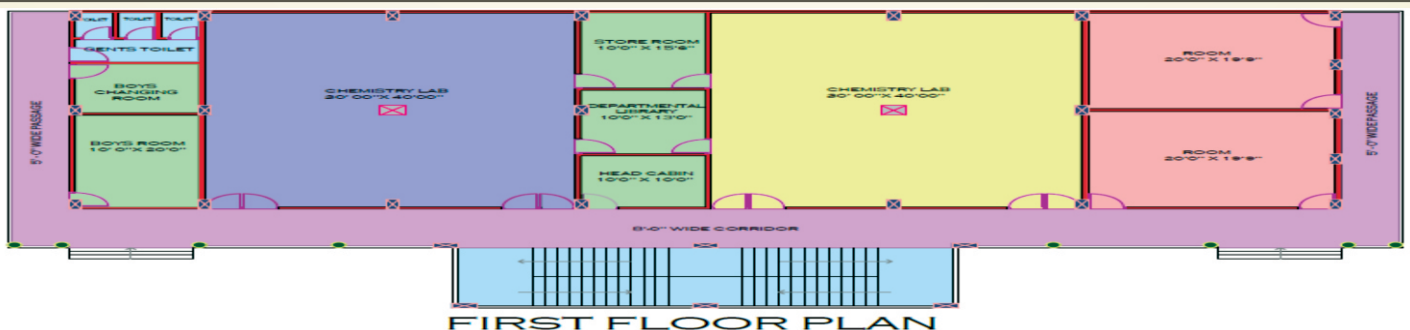 TOILET
TOILET
TOILET
GENTS TOILET
BOYS
CHANGING
ROOM
BOYS ROOM
10'0" X 20'0"
5'-0" WIDE PASSAGE
CHEMISTRY LAB
30' 00"X 40'00"
STORE ROOM
10'0" X 15'6"
DEPARTMENTAL
LIBRARY
10'0" X 13'0"
HEAD CABIN
10'0" X 10'0"
CHEMISTRY LAB
30' 00"X 40'00"
ROOM
20'0" X 19'9"
ROOM
20'0" X 19'9"
5'-0" WIDE PASSAGE
8'-0" WIDE CORRIDOR
FIRST FLOOR PLAN